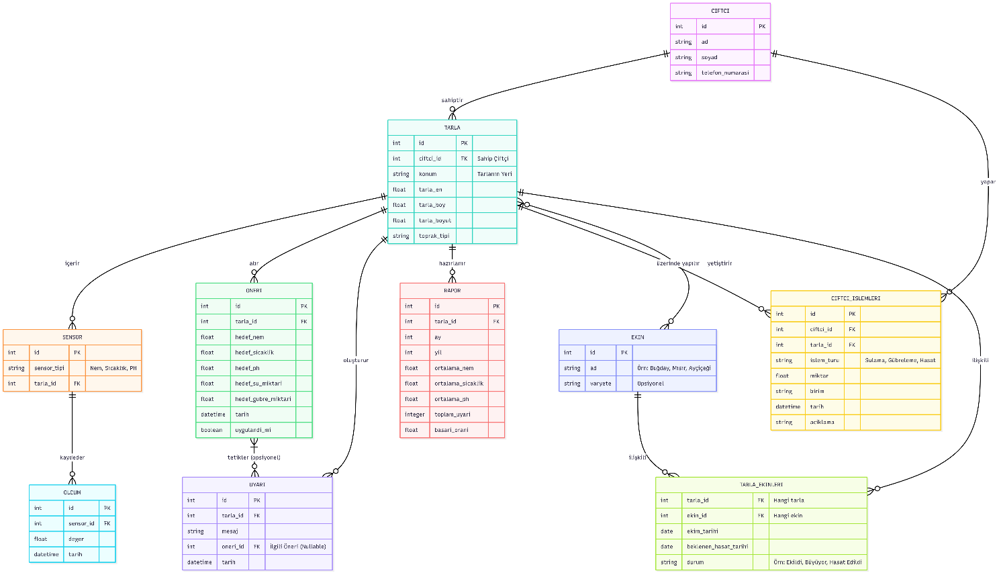 CIFTCI
int id PK
string ad
string soyad
string telefon_numarasi
sahiptir
TARLA
int id PK
int ciftci_id FK Sahip Çiftçi
string konum Tarlanın Yeri
float tarla_en
float tarla_boy
float tarla_boyut
string toprak_tipi
yapar
içerir
alır
hazırlanır
üzerinde yapılır
yetiştirir
ONERI
int id PK
int tarla_id FK
float hedef_nem
float hedef_sicaklik
float hedef_ph
float hedef_su_miktari
float hedef_gubre_miktari
datetime tarih
boolean uygulandi_mi
RAPOR
int id PK
int tarla_id FK
int ay
int yil
float ortalama_nem
float ortalama_sicaklik
float ortalama_ph
integer toplam_uyari
float basari_orani
CIFTCI_ISLEMLERI
int id PK
int ciftci_id FK
int tarla_id FK
string islem_turu Sulama, Gübreleme, Hasat
float miktar
string birim
datetime tarih
string aciklama
SENSOR
int id PK
string sensor_tipi Nem, Sıcaklık, PH
int tarla_id FK
EKIN
int id PK
string ad Örn: Buğday, Mısır, Ayçiçeği
string varyete Opsiyonel
oluşturur
ilişkili
kaydeder
tetikler (opsiyonel)
ilişkili
OLCUM
int id PK
int sensor_id FK
float deger
datetime tarih
UYARI
int id PK
int tarla_id FK
string mesaj
int oneri_id FK İlgili Öneri (Nullable)
datetime tarih
TARLA_EKINLERI
int tarla_id FK Hangi tarla
int ekin_id FK Hangi ekin
date ekim_tarihi
date beklenen_hasat_tarihi
string durum Örn: Ekildi, Büyüyor, Hasat Edildi